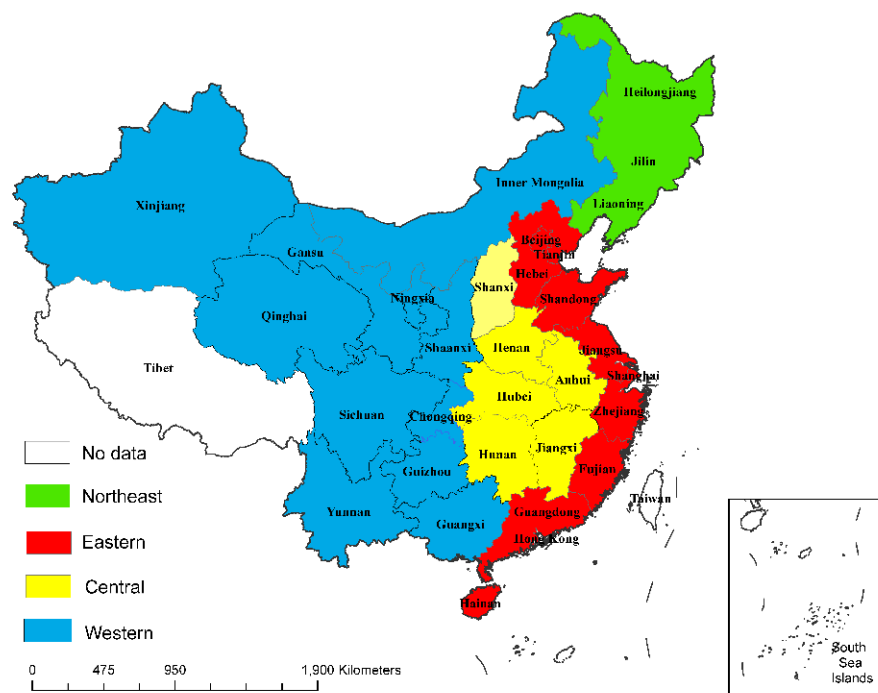 Heilongjiang
Jilin
Inner Mongalia
Liaoning
Xinjiang
Beijing
Tianjin
Gansu
Hebei
Shanxi
Ningxia
Shandong
Qinghai
Shaanxi
Henan
Jiangsu
Tibet
Anhui
Shanghai
Hubei
Zhejiang
Sichuan
Chongqing
Hunan
Jiangxi
Guizhou
Fujian
Taiwan
Yunnan
Guangxi
Guangdong
Hong Kong
Hainan
No data
Northeast
Eastern
Central
Western
0 475 950 1,900 Kilometers
South
Sea
Islands